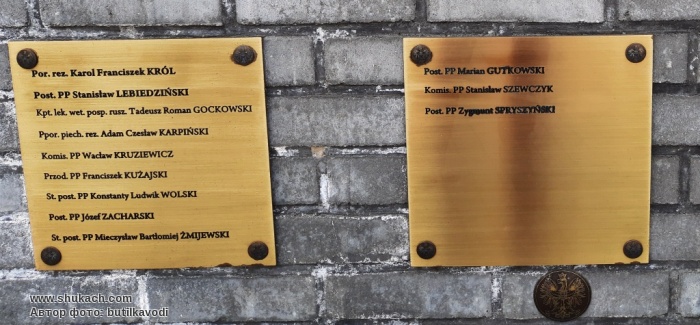 Por. rez. Karol Franciszek KRÓL
Post. PP Stanisław LEBIEDZIŃSKI
Kpt. lek. wet. posp. rusz. Tadeusz Roman GOCKOWSKI
Ppor. piech. rez. Adam Czesław KARPIŃSKI
Komis. PP Wacław KRUZIEWICZ
Przod. PP Franciszek KUŻAJSKI
St. post. PP Konstanty Ludwik WOLSKI
Post. PP Józef ZACHARSKI
St. post. PP Mieczysław Bartłomiej ŻMIJEWSKI
Post. PP Marian GUTKOWSKI
Komis. PP Stanisław SZEWCZYK
Post. PP Zygmunt SPRYSZYŃSKI
www.shukach.com
Автор фото: butilkavodi